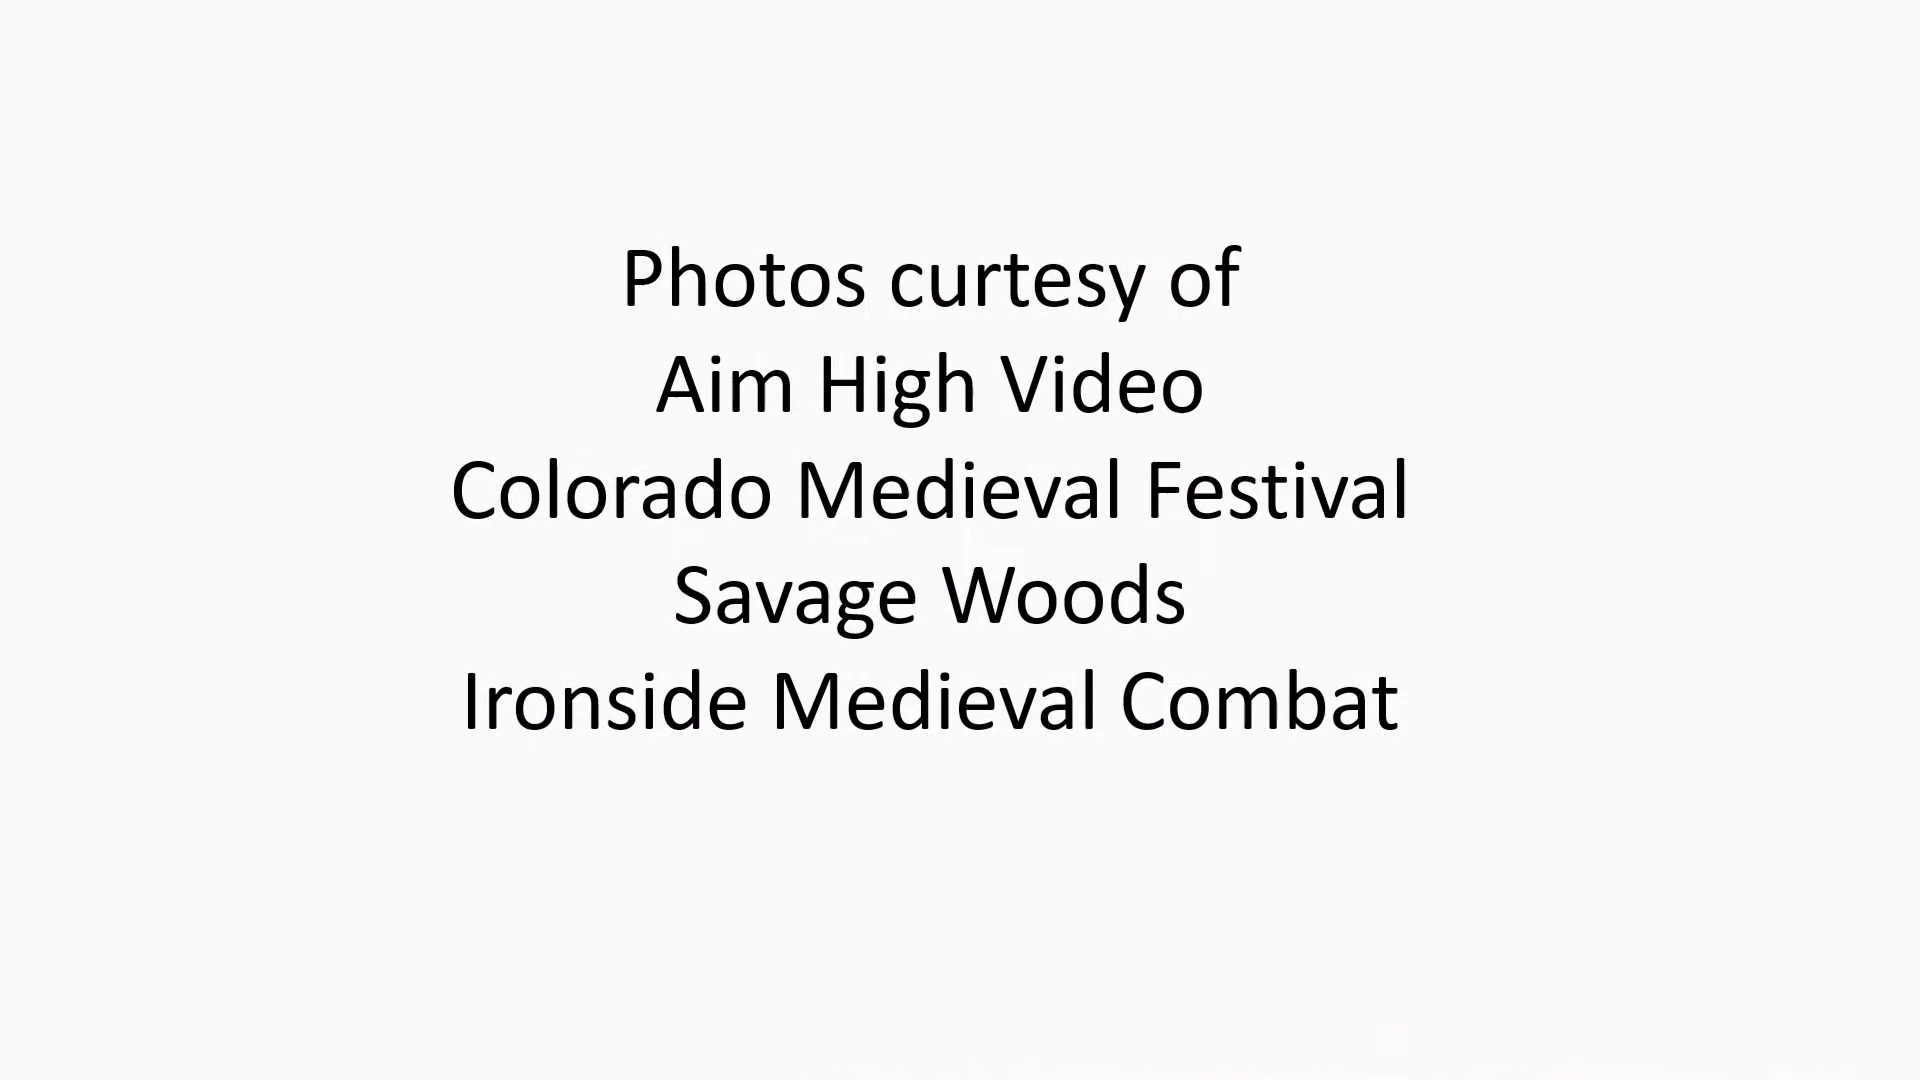 Photos curtesy of
Aim High Video
Colorado Medieval Festival
Savage Woods
Ironside Medieval Combat